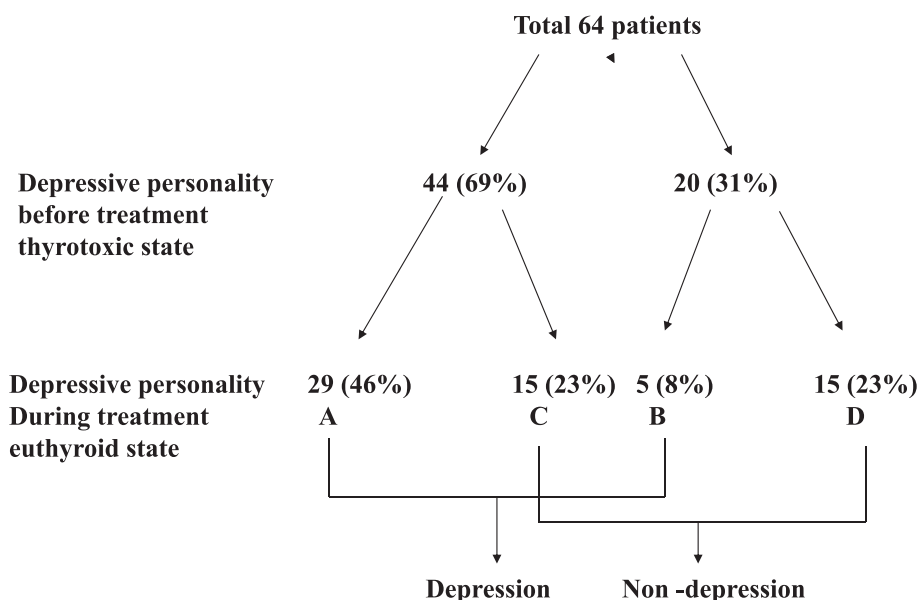 Total 64 patients
Depressive personality
before treatment
thyrotoxic state
44 (69%)
20 (31%)
Depressive personality
During treatment
euthyroid state
29 (46%)
15 (23%)
5 (8%)
15 (23%)
A
C
B
D
Depression
Non -depression